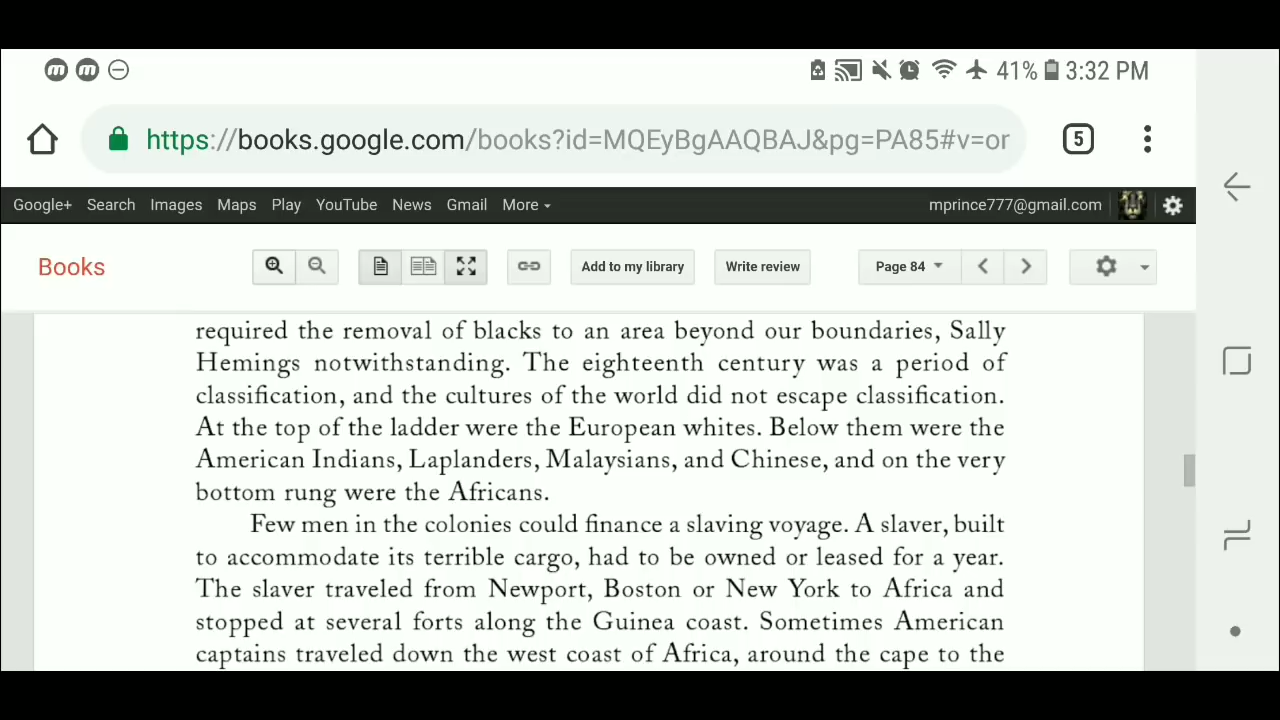 41% 3:32 PM
https://books.google.com/books?id=MQEyBgAAQBAJ&pg=PA85#v=or
5
Google+ Search Images Maps Play YouTube News Gmail More mprince777@gmail.com
Books Add to my library Write review Page 84
required the removal of blacks to an area beyond our boundaries, Sally
Hemings notwithstanding. The eighteenth century was a period of
classification, and the cultures of the world did not escape classification.
At the top of the ladder were the European whites. Below them were the
American Indians, Laplanders, Malaysians, and Chinese, and on the very
bottom rung were the Africans.
Few men in the colonies could finance a slaving voyage. A slaver, built
to accommodate its terrible cargo, had to be owned or leased for a year.
The slaver traveled from Newport, Boston or New York to Africa and
stopped at several forts along the Guinea coast. Sometimes American
captains traveled down the west coast of Africa, around the cape to the